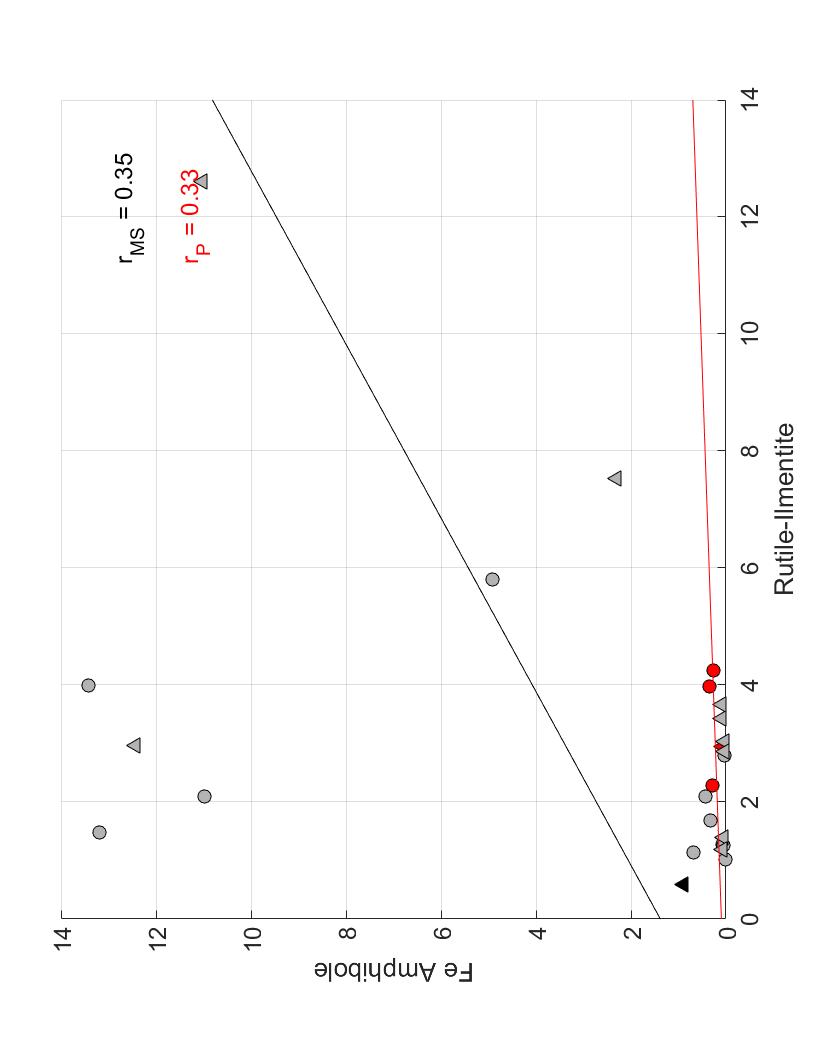 14
12
10
8
6
4
2
0
Fe Amphibole
r_MS = 0.35
r_P = 0.33
0 2 4 6 8 10 12 14
Rutile-Ilmentite